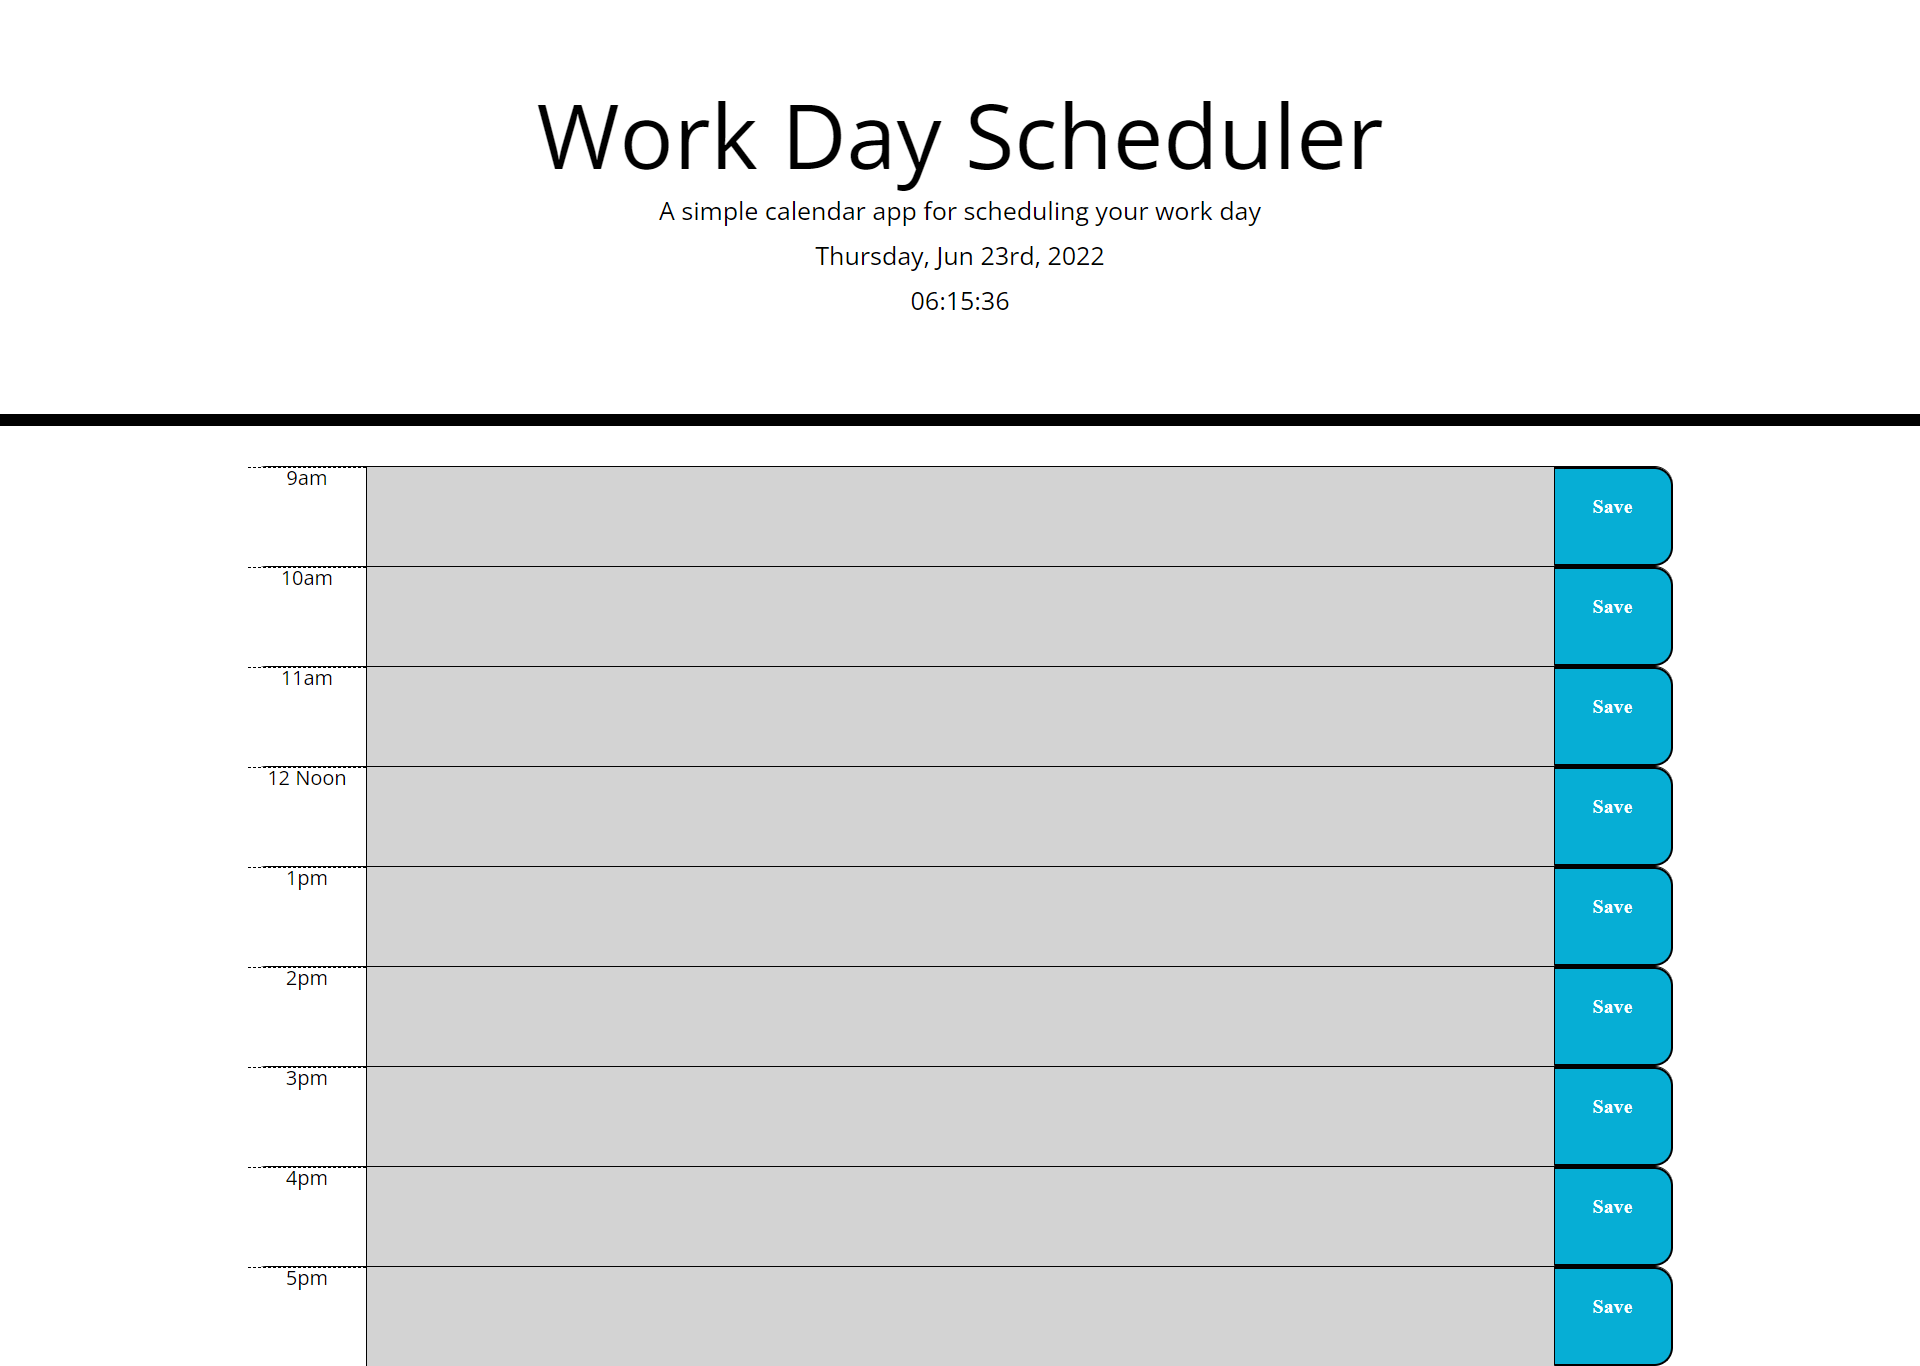 Work Day Scheduler
A simple calendar app for scheduling your work day
Thursday, Jun 23rd, 2022
06:15:36
9am
Save
10am
Save
11am
Save
12 Noon
Save
1pm
Save
2pm
Save
3pm
Save
4pm
Save
5pm
Save